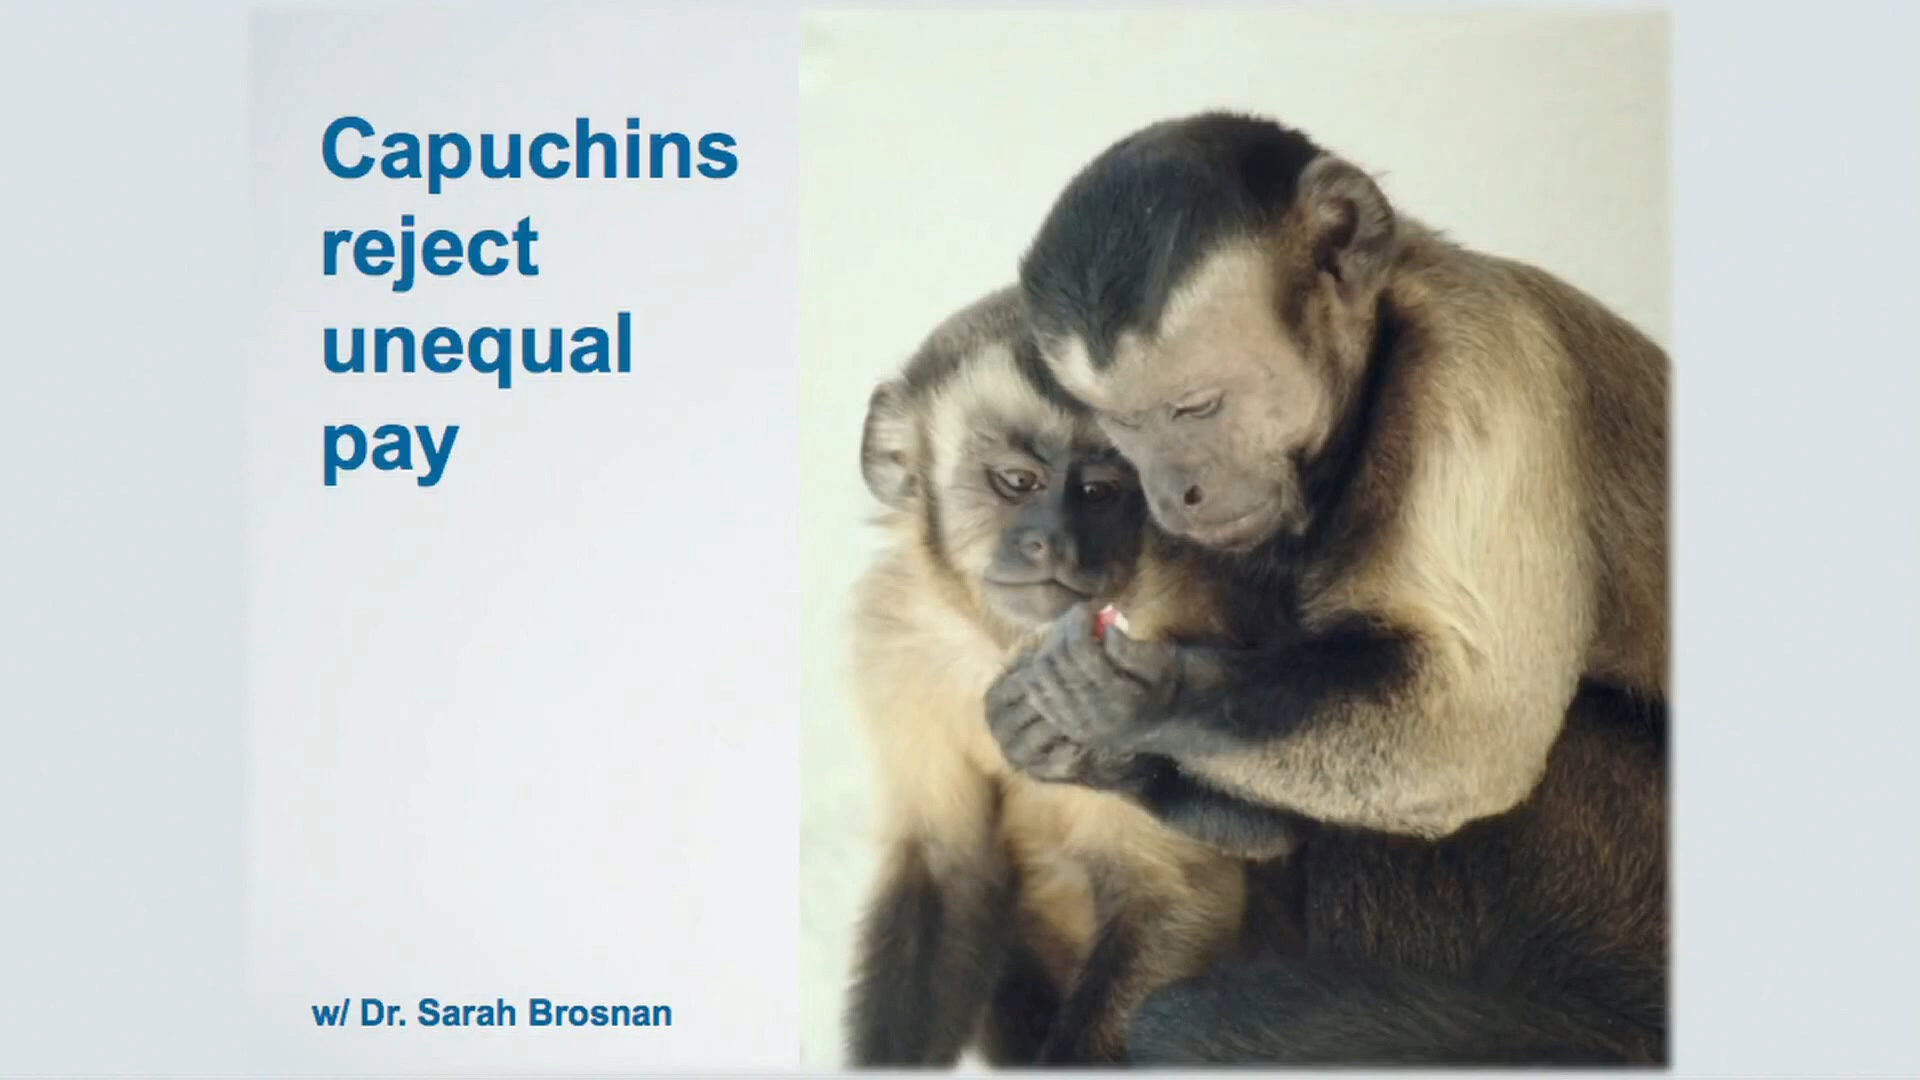 Capuchins
reject
unequal
pay
w/ Dr. Sarah Brosnan